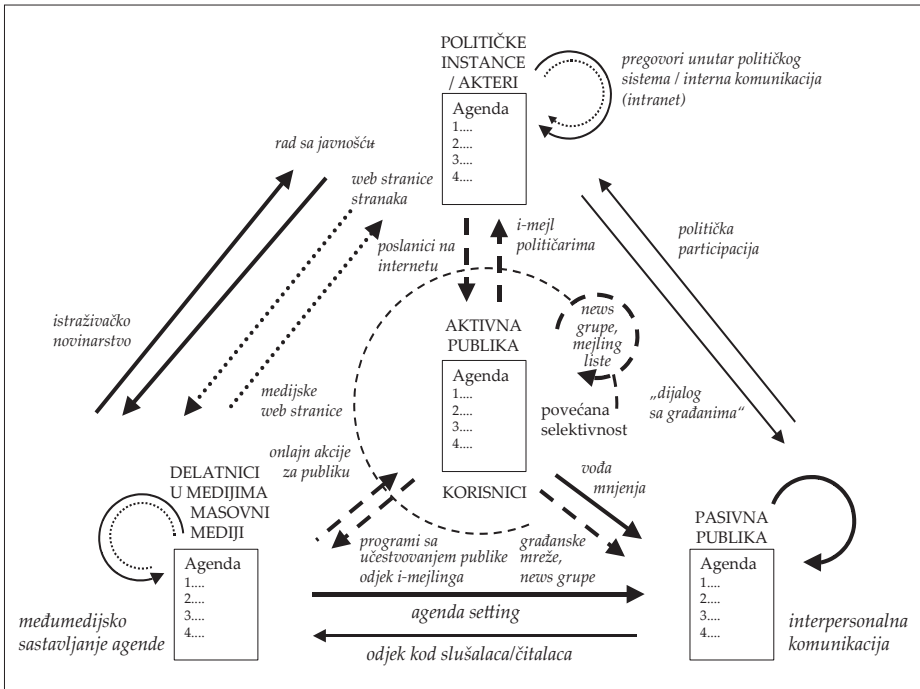 POLITIČKE
INSTANCE
/ AKTERI
Agenda
1....
2....
3....
4....
pregovori unutar političkog
sistema / interna komunikacija
(intranet)
rad sa javnošću
web stranice
stranaka
poslanici na
internetu
i-mejl
političarima
politička
participacija
istraživačko
novinarstvo
medijske
web stranice
AKTIVNA
PUBLIKA
Agenda
1....
2....
3....
4....
KORISNICI
news
grupe,
mejling
liste
povećana
selektivnost
„dijalog
sa građanima“
onlajn akcije
za publiku
DELATNICI
U MEDIJIMA
MASOVNI
MEDIJI
Agenda
1....
2....
3....
4....
međumedijsko
sastavljanje agende
programi sa
učestvovanjem publike
odjek i-mejlinga
građanske
mreže,
news grupe
vođa
mnjenja
PASIVNA
PUBLIKA
Agenda
1....
2....
3....
4....
interpersonalna
komunikacija
agenda setting
odjek kod slušalaca/čitalaca